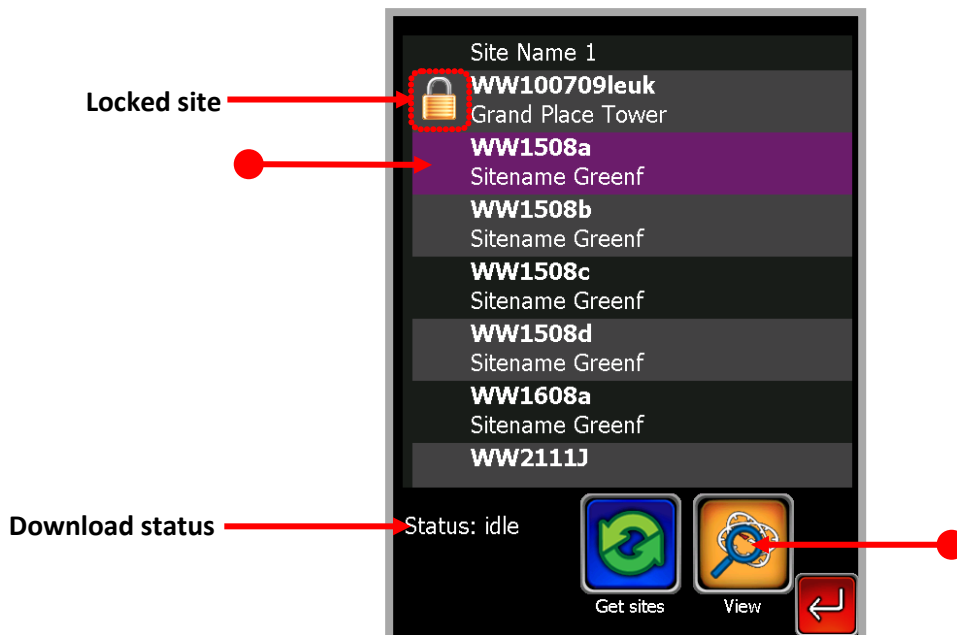 Site Name 1
Locked site
WW100709leuk
Grand Place Tower
WW1508a
Sitename Greenf
WW1508b
Sitename Greenf
WW1508c
Sitename Greenf
WW1508d
Sitename Greenf
WW1608a
Sitename Greenf
WW2111J
Download status
Status: idle
Get sites
View